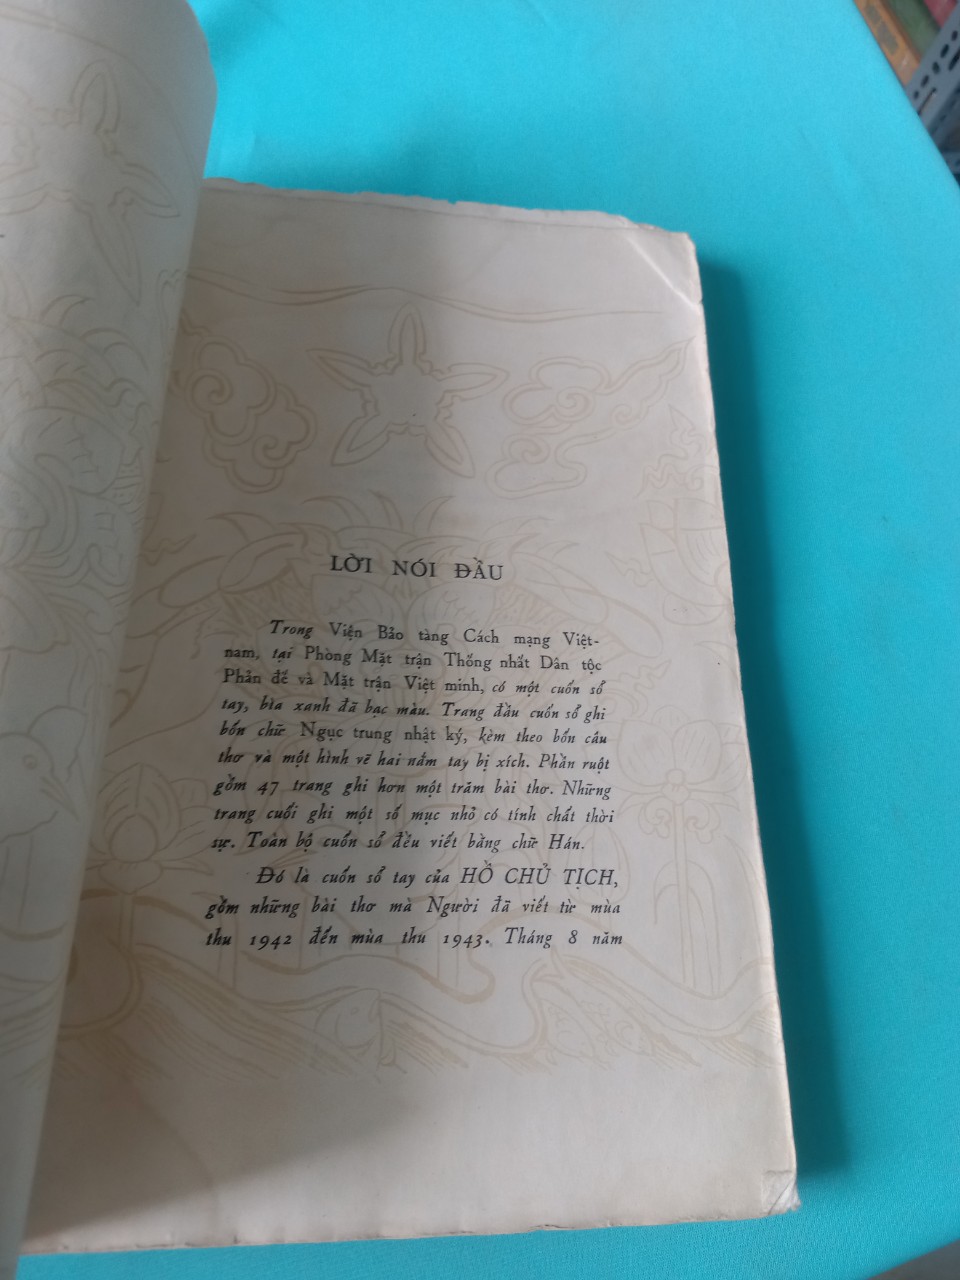 LỜI NÓI ĐẦU
Trong Viện Bảo tàng Cách mạng Việt-
nam, tại Phòng Mặt trận Thống nhất Dân tộc
Phản đế và Mặt trận Việt minh, có một cuốn sổ
tay, bìa xanh đã bạc màu. Trang đầu cuốn sổ ghi
bốn chữ Ngục trung nhật ký, kèm theo bốn câu
thơ và một hình vẽ hai nắm tay bị xích. Phần ruột
gồm 47 trang ghi hơn một trăm bài thơ. Những
trang cuối ghi một số mục nhỏ có tính chất thời
sự. Toàn bộ cuốn sổ đều viết bằng chữ Hán.
Đó là cuốn sổ tay của HỒ CHỦ TỊCH,
gồm những bài thơ mà Người đã viết từ mùa
thu 1942 đến mùa thu 1943. Tháng 8 năm